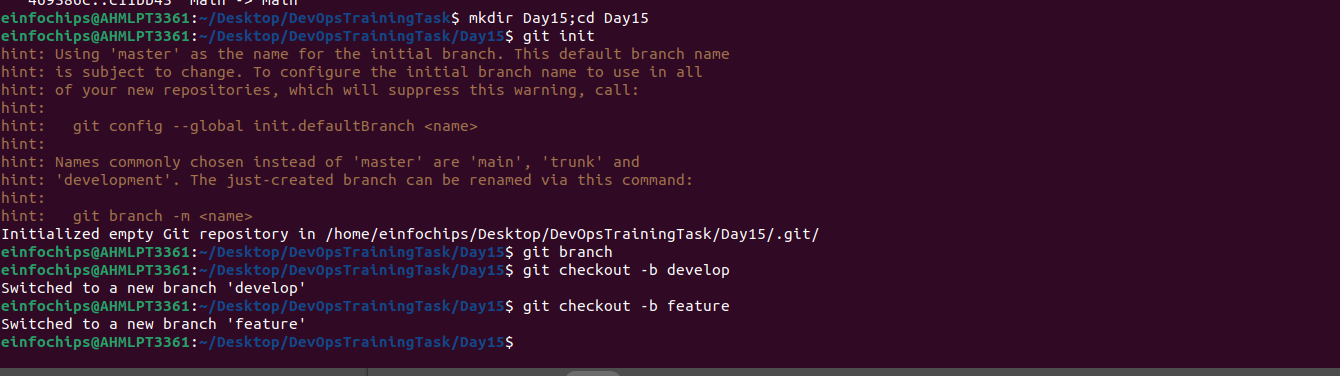 469386c..c11bb43  main -> main
einfochips@AHMLPT3361:~/Desktop/DevOpsTrainingTask$ mkdir Day15;cd Day15
einfochips@AHMLPT3361:~/Desktop/DevOpsTrainingTask/Day15$ git init
hint: Using 'master' as the name for the initial branch. This default branch name
hint: is subject to change. To configure the initial branch name to use in all
hint: of your new repositories, which will suppress this warning, call:
hint:
hint:   git config --global init.defaultBranch <name>
hint:
hint: Names commonly chosen instead of 'master' are 'main', 'trunk' and
hint: 'development'. The just-created branch can be renamed via this command:
hint:
hint:   git branch -m <name>
Initialized empty Git repository in /home/einfochips/Desktop/DevOpsTrainingTask/Day15/.git/
einfochips@AHMLPT3361:~/Desktop/DevOpsTrainingTask/Day15$ git branch
einfochips@AHMLPT3361:~/Desktop/DevOpsTrainingTask/Day15$ git checkout -b develop
Switched to a new branch 'develop'
einfochips@AHMLPT3361:~/Desktop/DevOpsTrainingTask/Day15$ git checkout -b feature
Switched to a new branch 'feature'
einfochips@AHMLPT3361:~/Desktop/DevOpsTrainingTask/Day15$